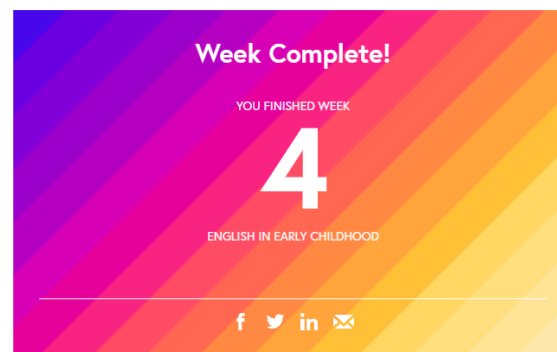 Week Complete!
YOU FINISHED WEEK
4
ENGLISH IN EARLY CHILDHOOD